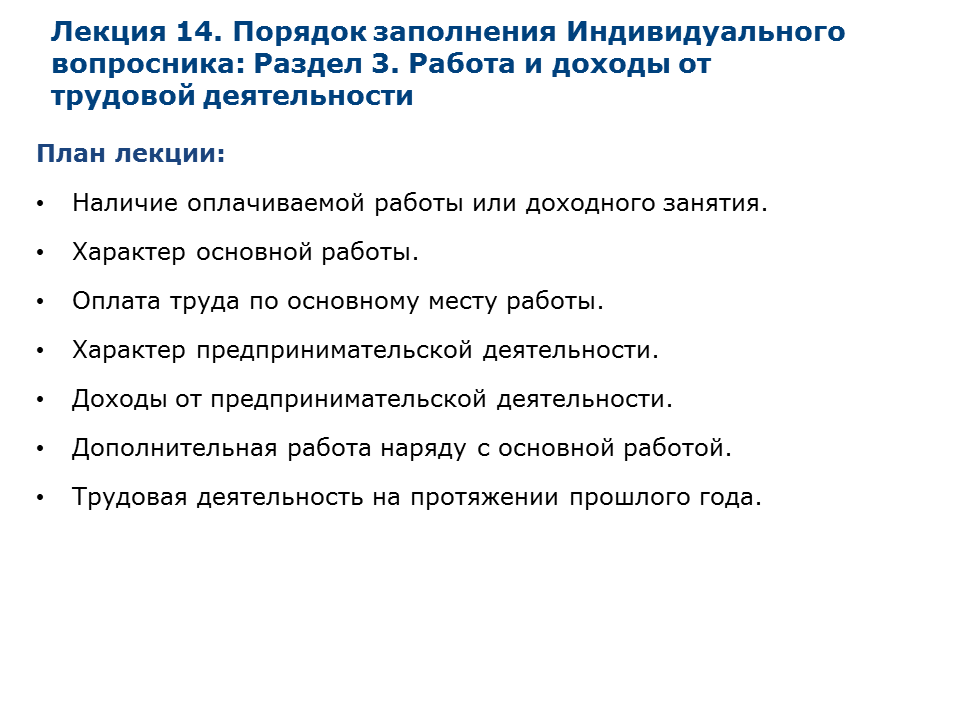 Лекция 14. Порядок заполнения Индивидуального
вопросника: Раздел 3. Работа и доходы от
трудовой деятельности
План лекции:
• Наличие оплачиваемой работы или доходного занятия.
• Характер основной работы.
• Оплата труда по основному месту работы.
• Характер предпринимательской деятельности.
• Доходы от предпринимательской деятельности.
• Дополнительная работа наряду с основной работой.
• Трудовая деятельность на протяжении прошлого года.